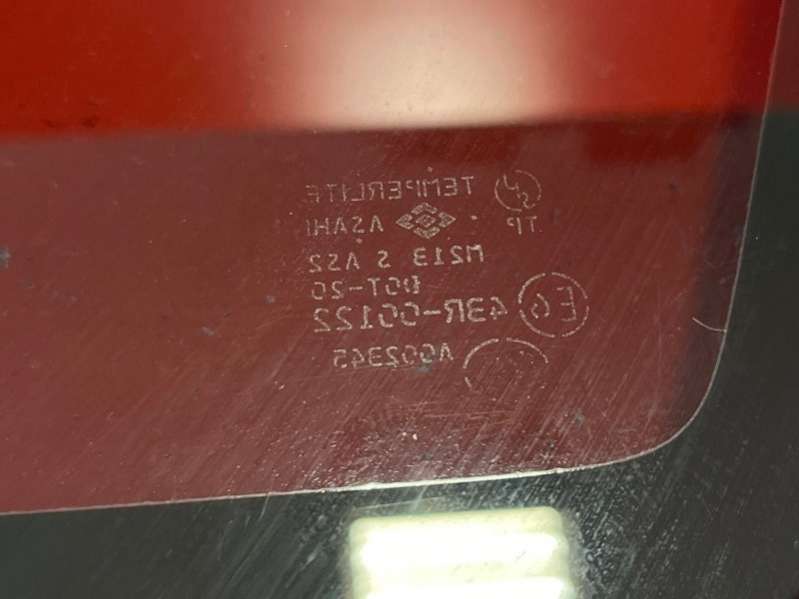 TEMPERLITE
TP ASAHI
M213 S AS2
DOT-20
E6 43R-00122
A002345